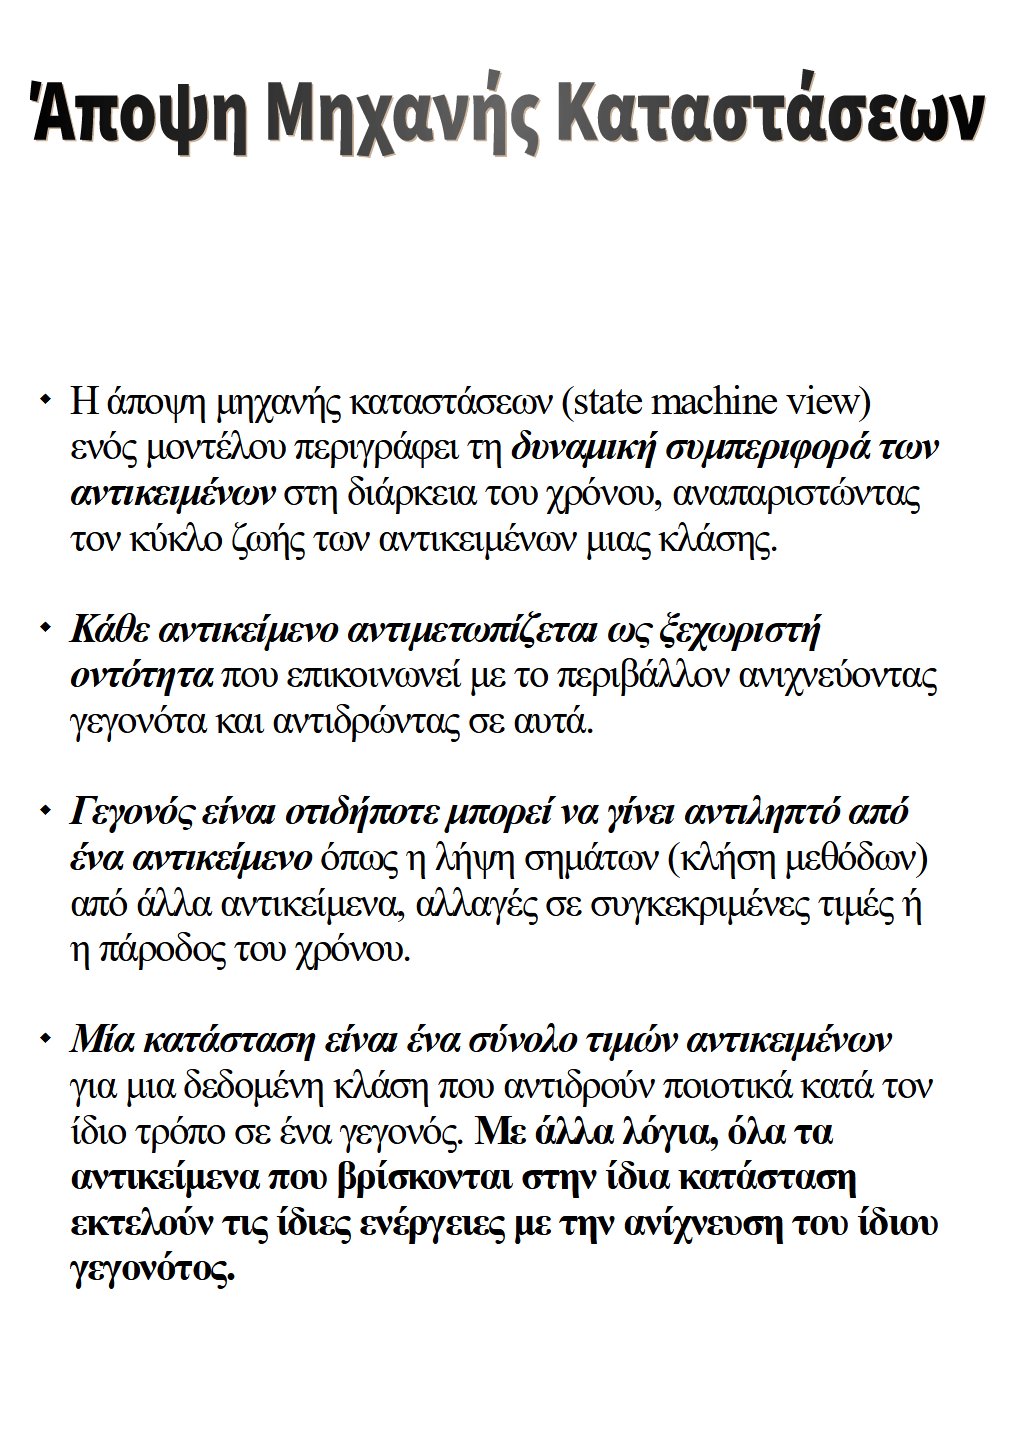 Άποψη Μηχανής Καταστάσεων
Η άποψη μηχανής καταστάσεων (state machine view)
ενός μοντέλου περιγράφει τη δυναμική συμπεριφορά των
αντικειμένων στη διάρκεια του χρόνου, αναπαριστώντας
τον κύκλο ζωής των αντικειμένων μιας κλάσης.
Κάθε αντικείμενο αντιμετωπίζεται ως ξεχωριστή
οντότητα που επικοινωνεί με το περιβάλλον ανιχνεύοντας
γεγονότα και αντιδρώντας σε αυτά.
Γεγονός είναι οτιδήποτε μπορεί να γίνει αντιληπτό από
ένα αντικείμενο όπως η λήψη σημάτων (κλήση μεθόδων)
από άλλα αντικείμενα, αλλαγές σε συγκεκριμένες τιμές ή
η πάροδος του χρόνου.
Μία κατάσταση είναι ένα σύνολο τιμών αντικειμένων
για μια δεδομένη κλάση που αντιδρούν ποιοτικά κατά τον
ίδιο τρόπο σε ένα γεγονός. Με άλλα λόγια, όλα τα
αντικείμενα που βρίσκονται στην ίδια κατάσταση
εκτελούν τις ίδιες ενέργειες με την ανίχνευση του ίδιου
γεγονότος.